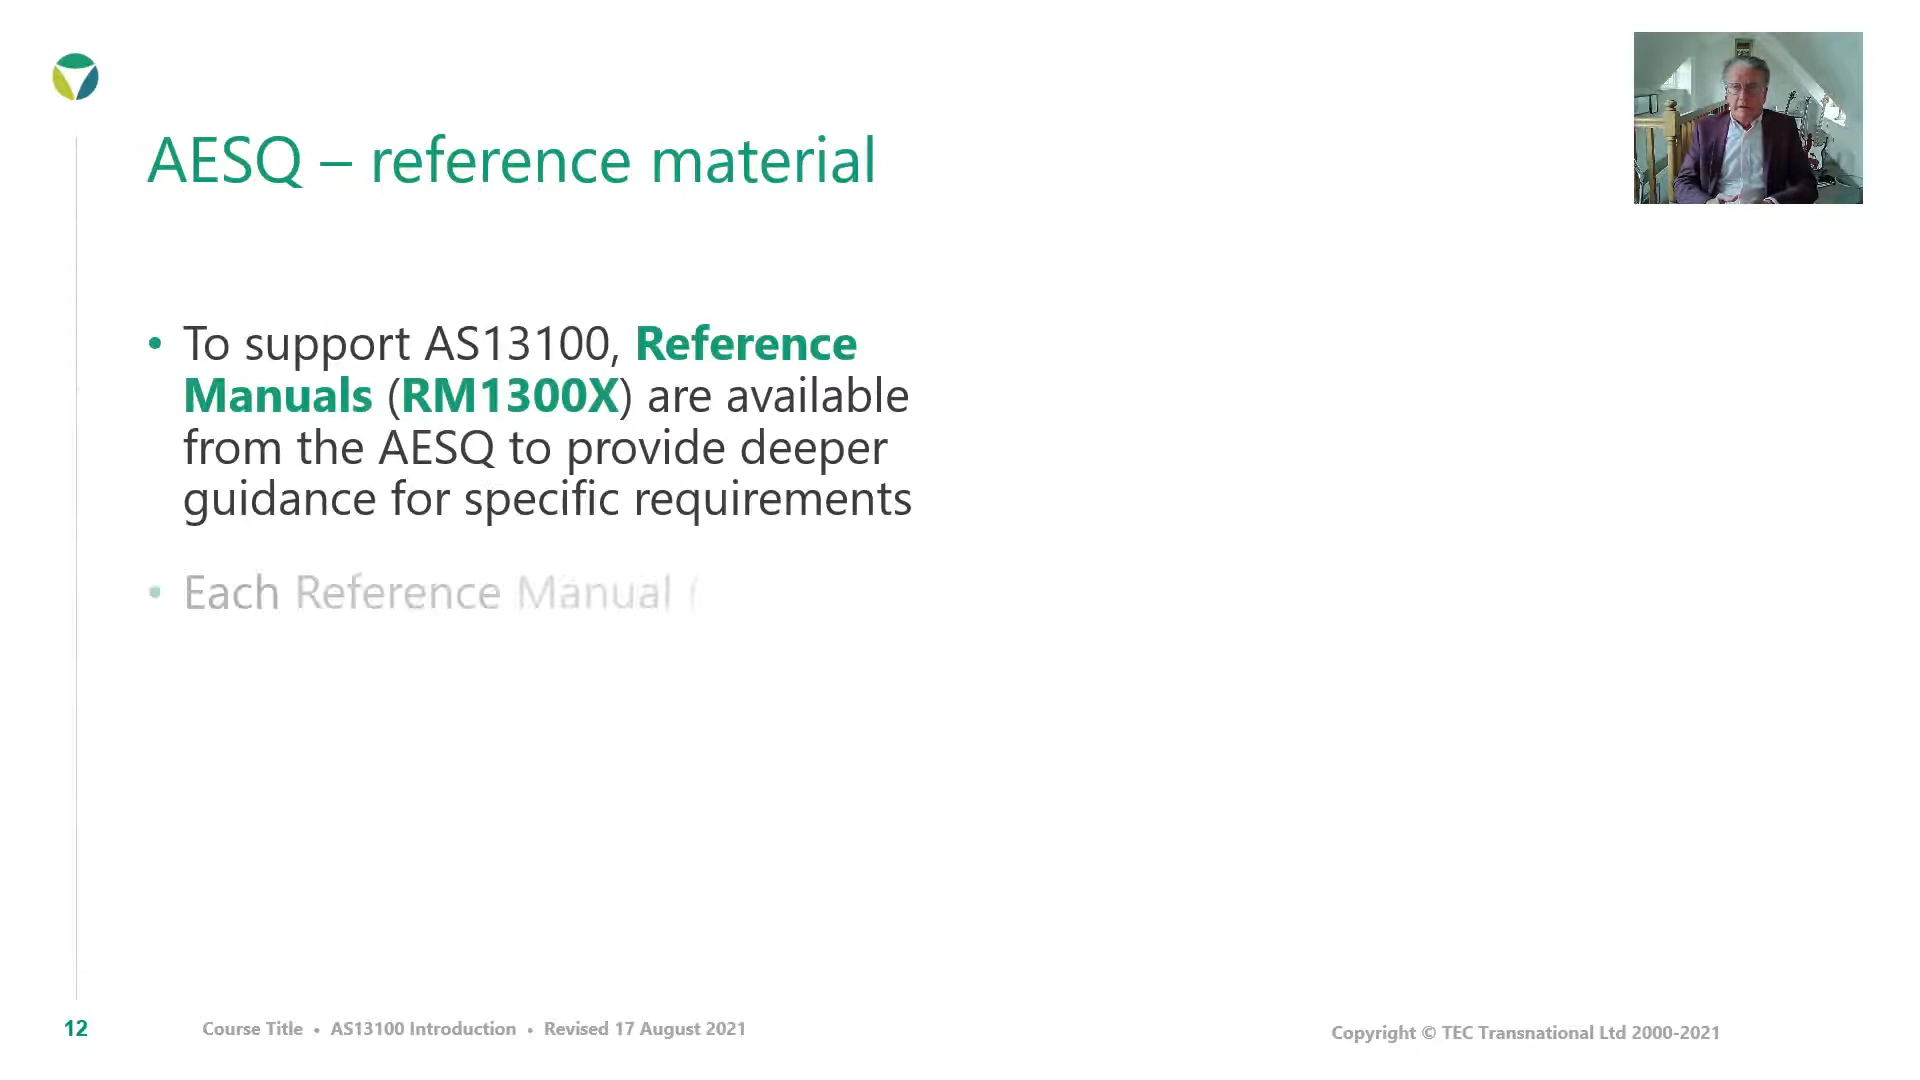 AESQ – reference material
• To support AS13100, Reference
Manuals (RM1300X) are available
from the AESQ to provide deeper
guidance for specific requirements
• Each Reference Manual (
12
Course Title • AS13100 Introduction • Revised 17 August 2021
Copyright © TEC Transnational Ltd 2000-2021